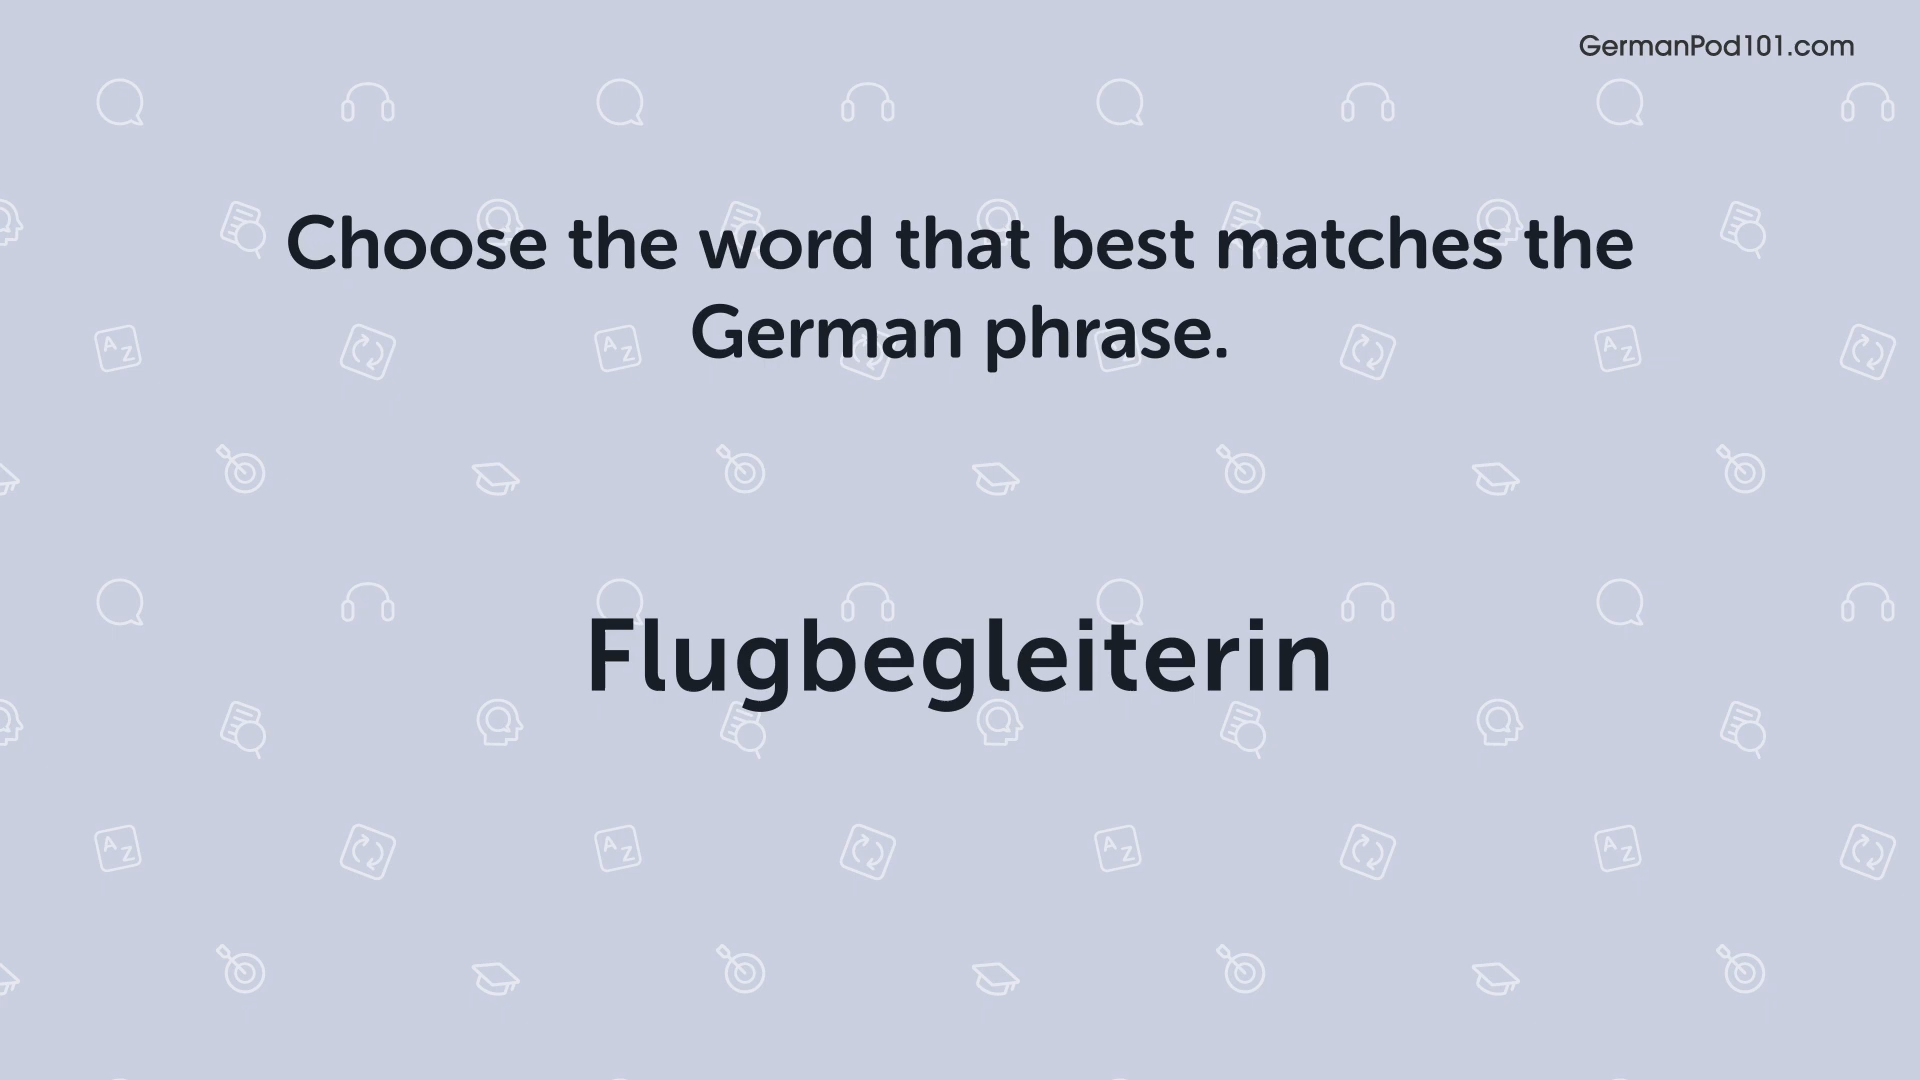 GermanPod101.com
Choose the word that best matches the
German phrase.
Flugbegleiterin